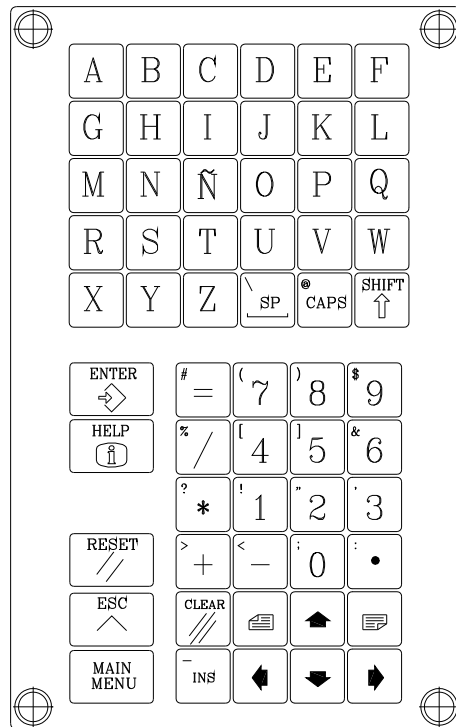 A B C D E F
G H I J K L
M N Ñ O P Q
R S T U V W
X Y Z \ SP @ CAPS SHIFT
ENTER # = ( 7 ) 8 $ 9
HELP % / [ 4 ] 5 & 6
? * ! 1 " 2 ' 3
RESET > + < - ; 0 : •
ESC CLEAR
MAIN MENU _ INS